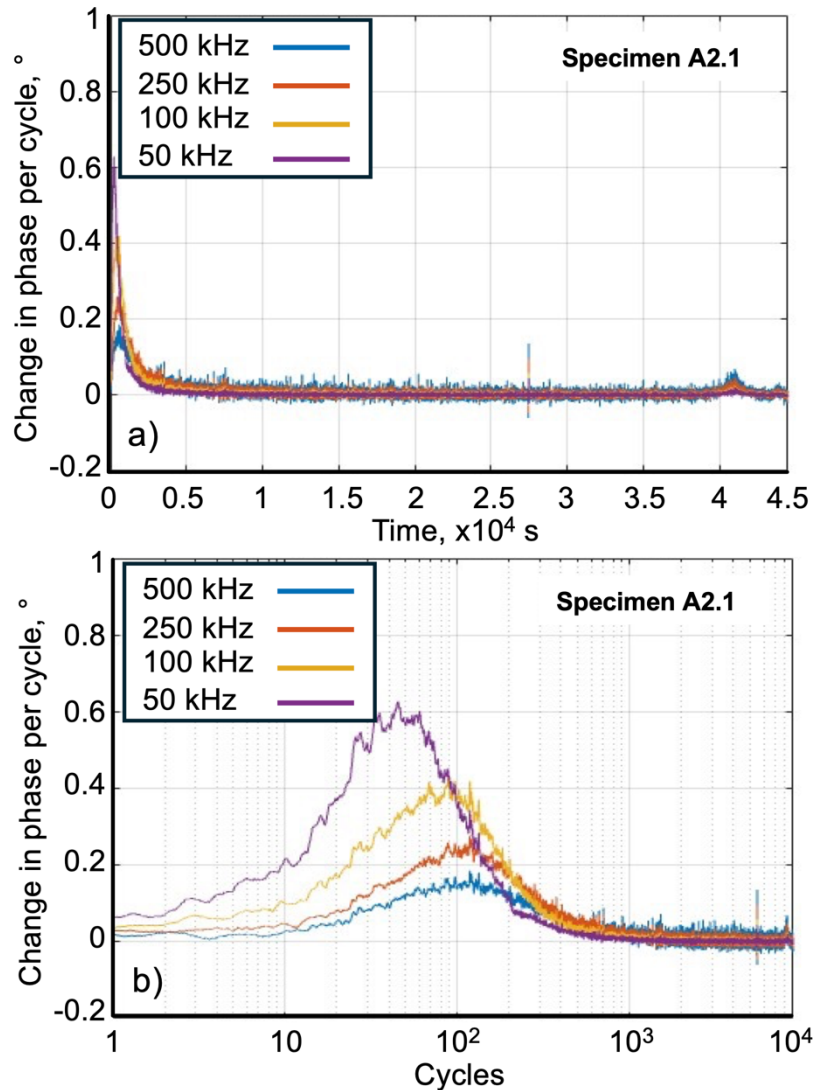 Change in phase per cycle, °
1
0.8
0.6
0.4
0.2
0
-0.2
500 kHz
250 kHz
100 kHz
50 kHz
Specimen A2.1
a)
0 0.5 1 1.5 2 2.5 3 3.5 4 4.5
Time, x10⁴ s
Change in phase per cycle, °
1
0.8
0.6
0.4
0.2
0
-0.2
500 kHz
250 kHz
100 kHz
50 kHz
Specimen A2.1
b)
1 10 10² 10³ 10⁴
Cycles